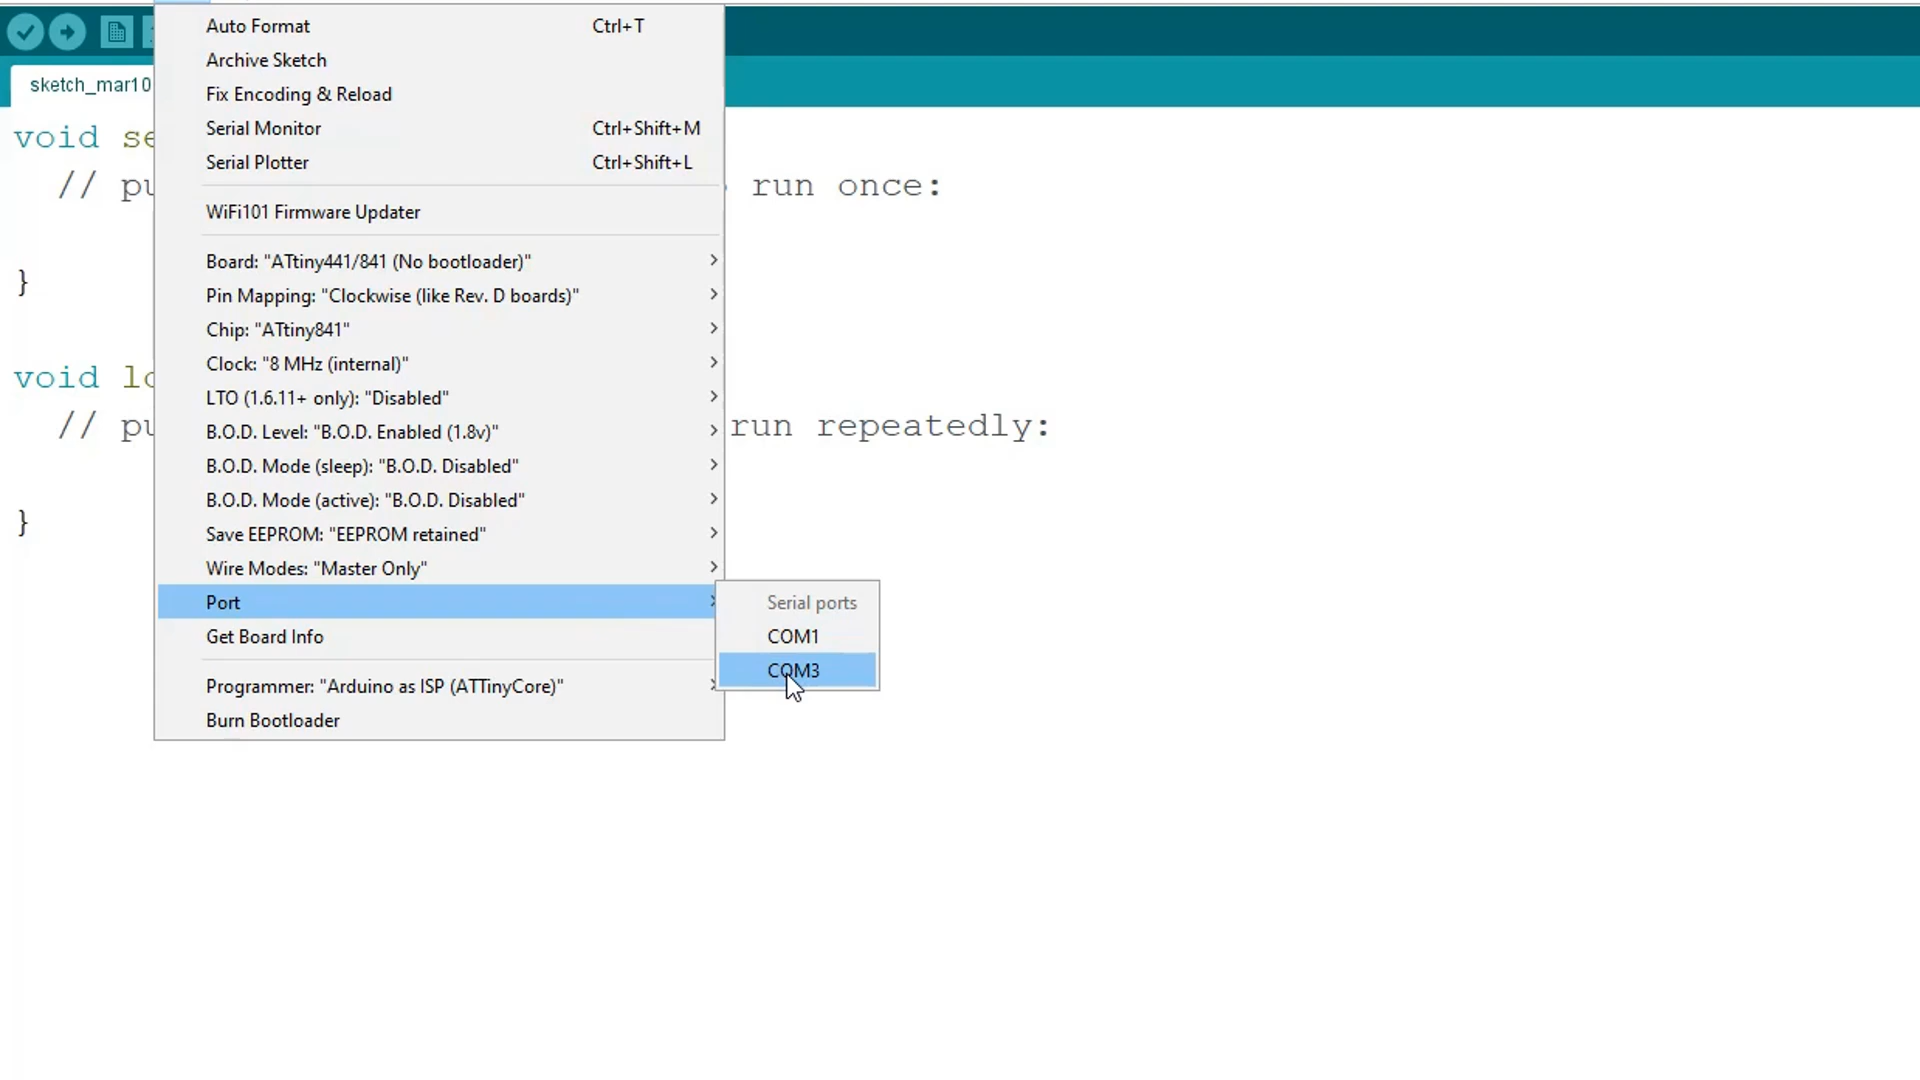 Auto Format Ctrl+T
Archive Sketch
sketch_mar10
Fix Encoding & Reload
void se
Serial Monitor Ctrl+Shift+M
Serial Plotter Ctrl+Shift+L
// pu run once:
WiFi101 Firmware Updater
Board: "ATtiny441/841 (No bootloader)"
}
Pin Mapping: "Clockwise (like Rev. D boards)"
Chip: "ATtiny841"
Clock: "8 MHz (internal)"
void lo
LTO (1.6.11+ only): "Disabled"
// pu run repeatedly:
B.O.D. Level: "B.O.D. Enabled (1.8v)"
B.O.D. Mode (sleep): "B.O.D. Disabled"
B.O.D. Mode (active): "B.O.D. Disabled"
}
Save EEPROM: "EEPROM retained"
Wire Modes: "Master Only"
Port Serial ports
Get Board Info COM1
COM3
Programmer: "Arduino as ISP (ATTinyCore)"
Burn Bootloader